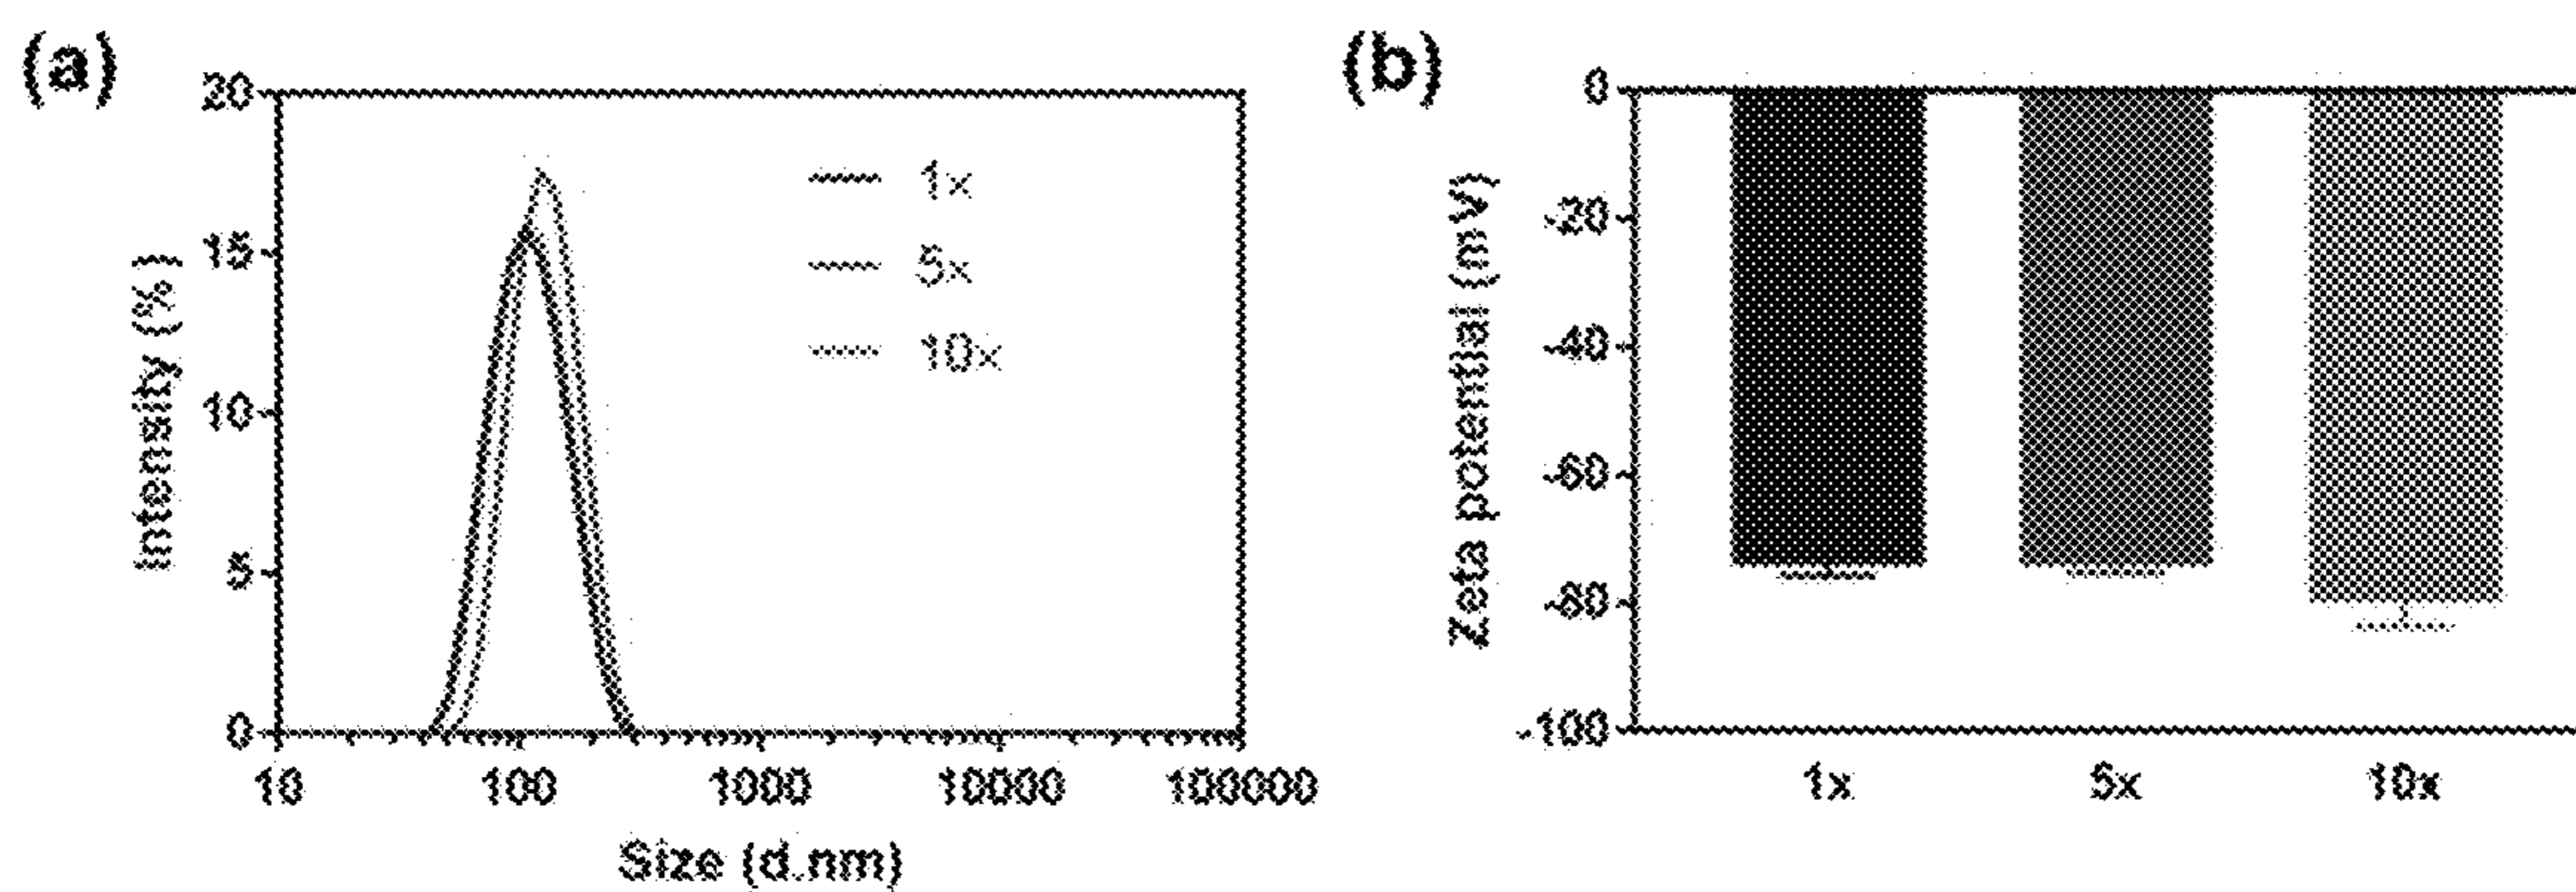 (a)
20
15
10
5
0
Intensity (%)
1x
5x
10x
10 100 1000 10000 100000
Size (d.nm)
(b)
0
-20
-40
-60
-80
-100
Zeta potential (mV)
1x 5x 10x